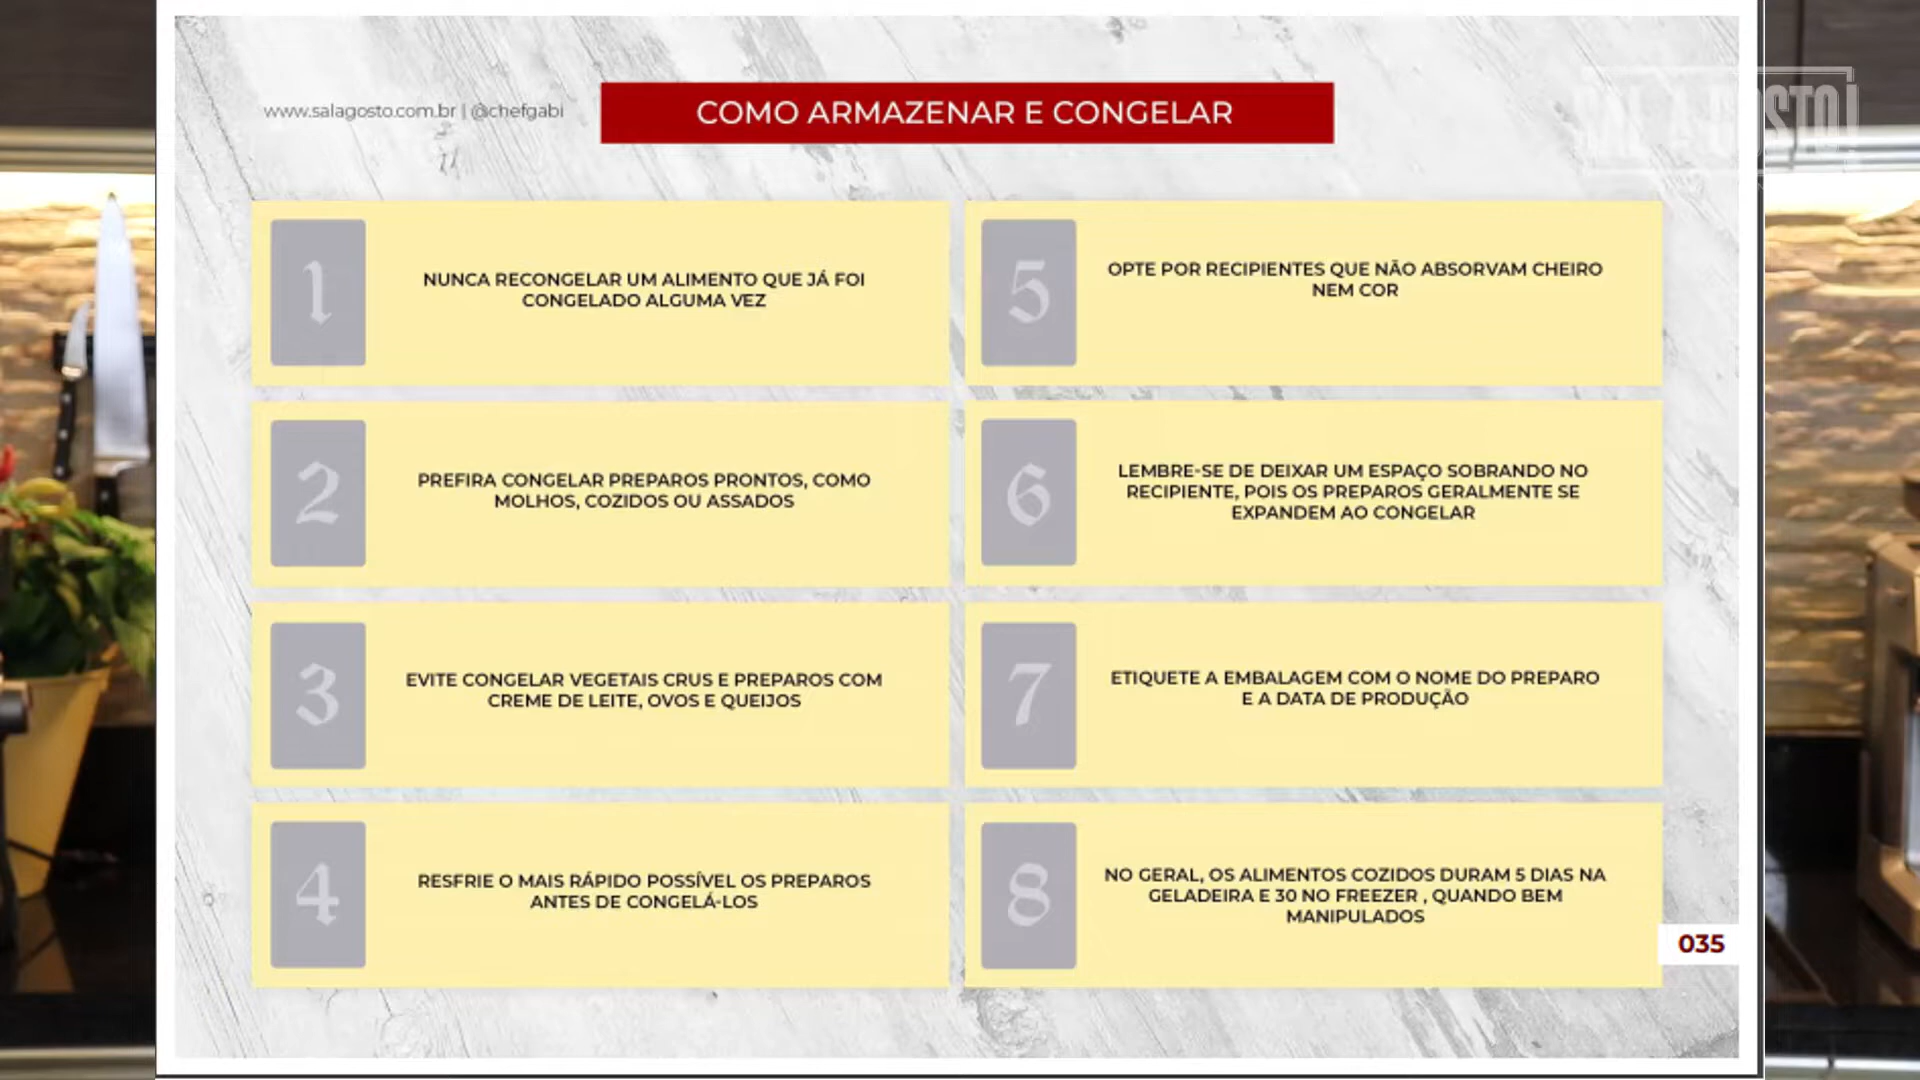 www.salagosto.com.br | @chefgabi
COMO ARMAZENAR E CONGELAR
SAL A GOSTO!
1
NUNCA RECONGELAR UM ALIMENTO QUE JÁ FOI
CONGELADO ALGUMA VEZ
2
PREFIRA CONGELAR PREPAROS PRONTOS, COMO
MOLHOS, COZIDOS OU ASSADOS
3
EVITE CONGELAR VEGETAIS CRUS E PREPAROS COM
CREME DE LEITE, OVOS E QUEIJOS
4
RESFRIE O MAIS RÁPIDO POSSÍVEL OS PREPAROS
ANTES DE CONGELÁ-LOS
5
OPTE POR RECIPIENTES QUE NÃO ABSORVAM CHEIRO
NEM COR
6
LEMBRE-SE DE DEIXAR UM ESPAÇO SOBRANDO NO
RECIPIENTE, POIS OS PREPAROS GERALMENTE SE
EXPANDEM AO CONGELAR
7
ETIQUETE A EMBALAGEM COM O NOME DO PREPARO
E A DATA DE PRODUÇÃO
8
NO GERAL, OS ALIMENTOS COZIDOS DURAM 5 DIAS NA
GELADEIRA E 30 NO FREEZER , QUANDO BEM
MANIPULADOS
035